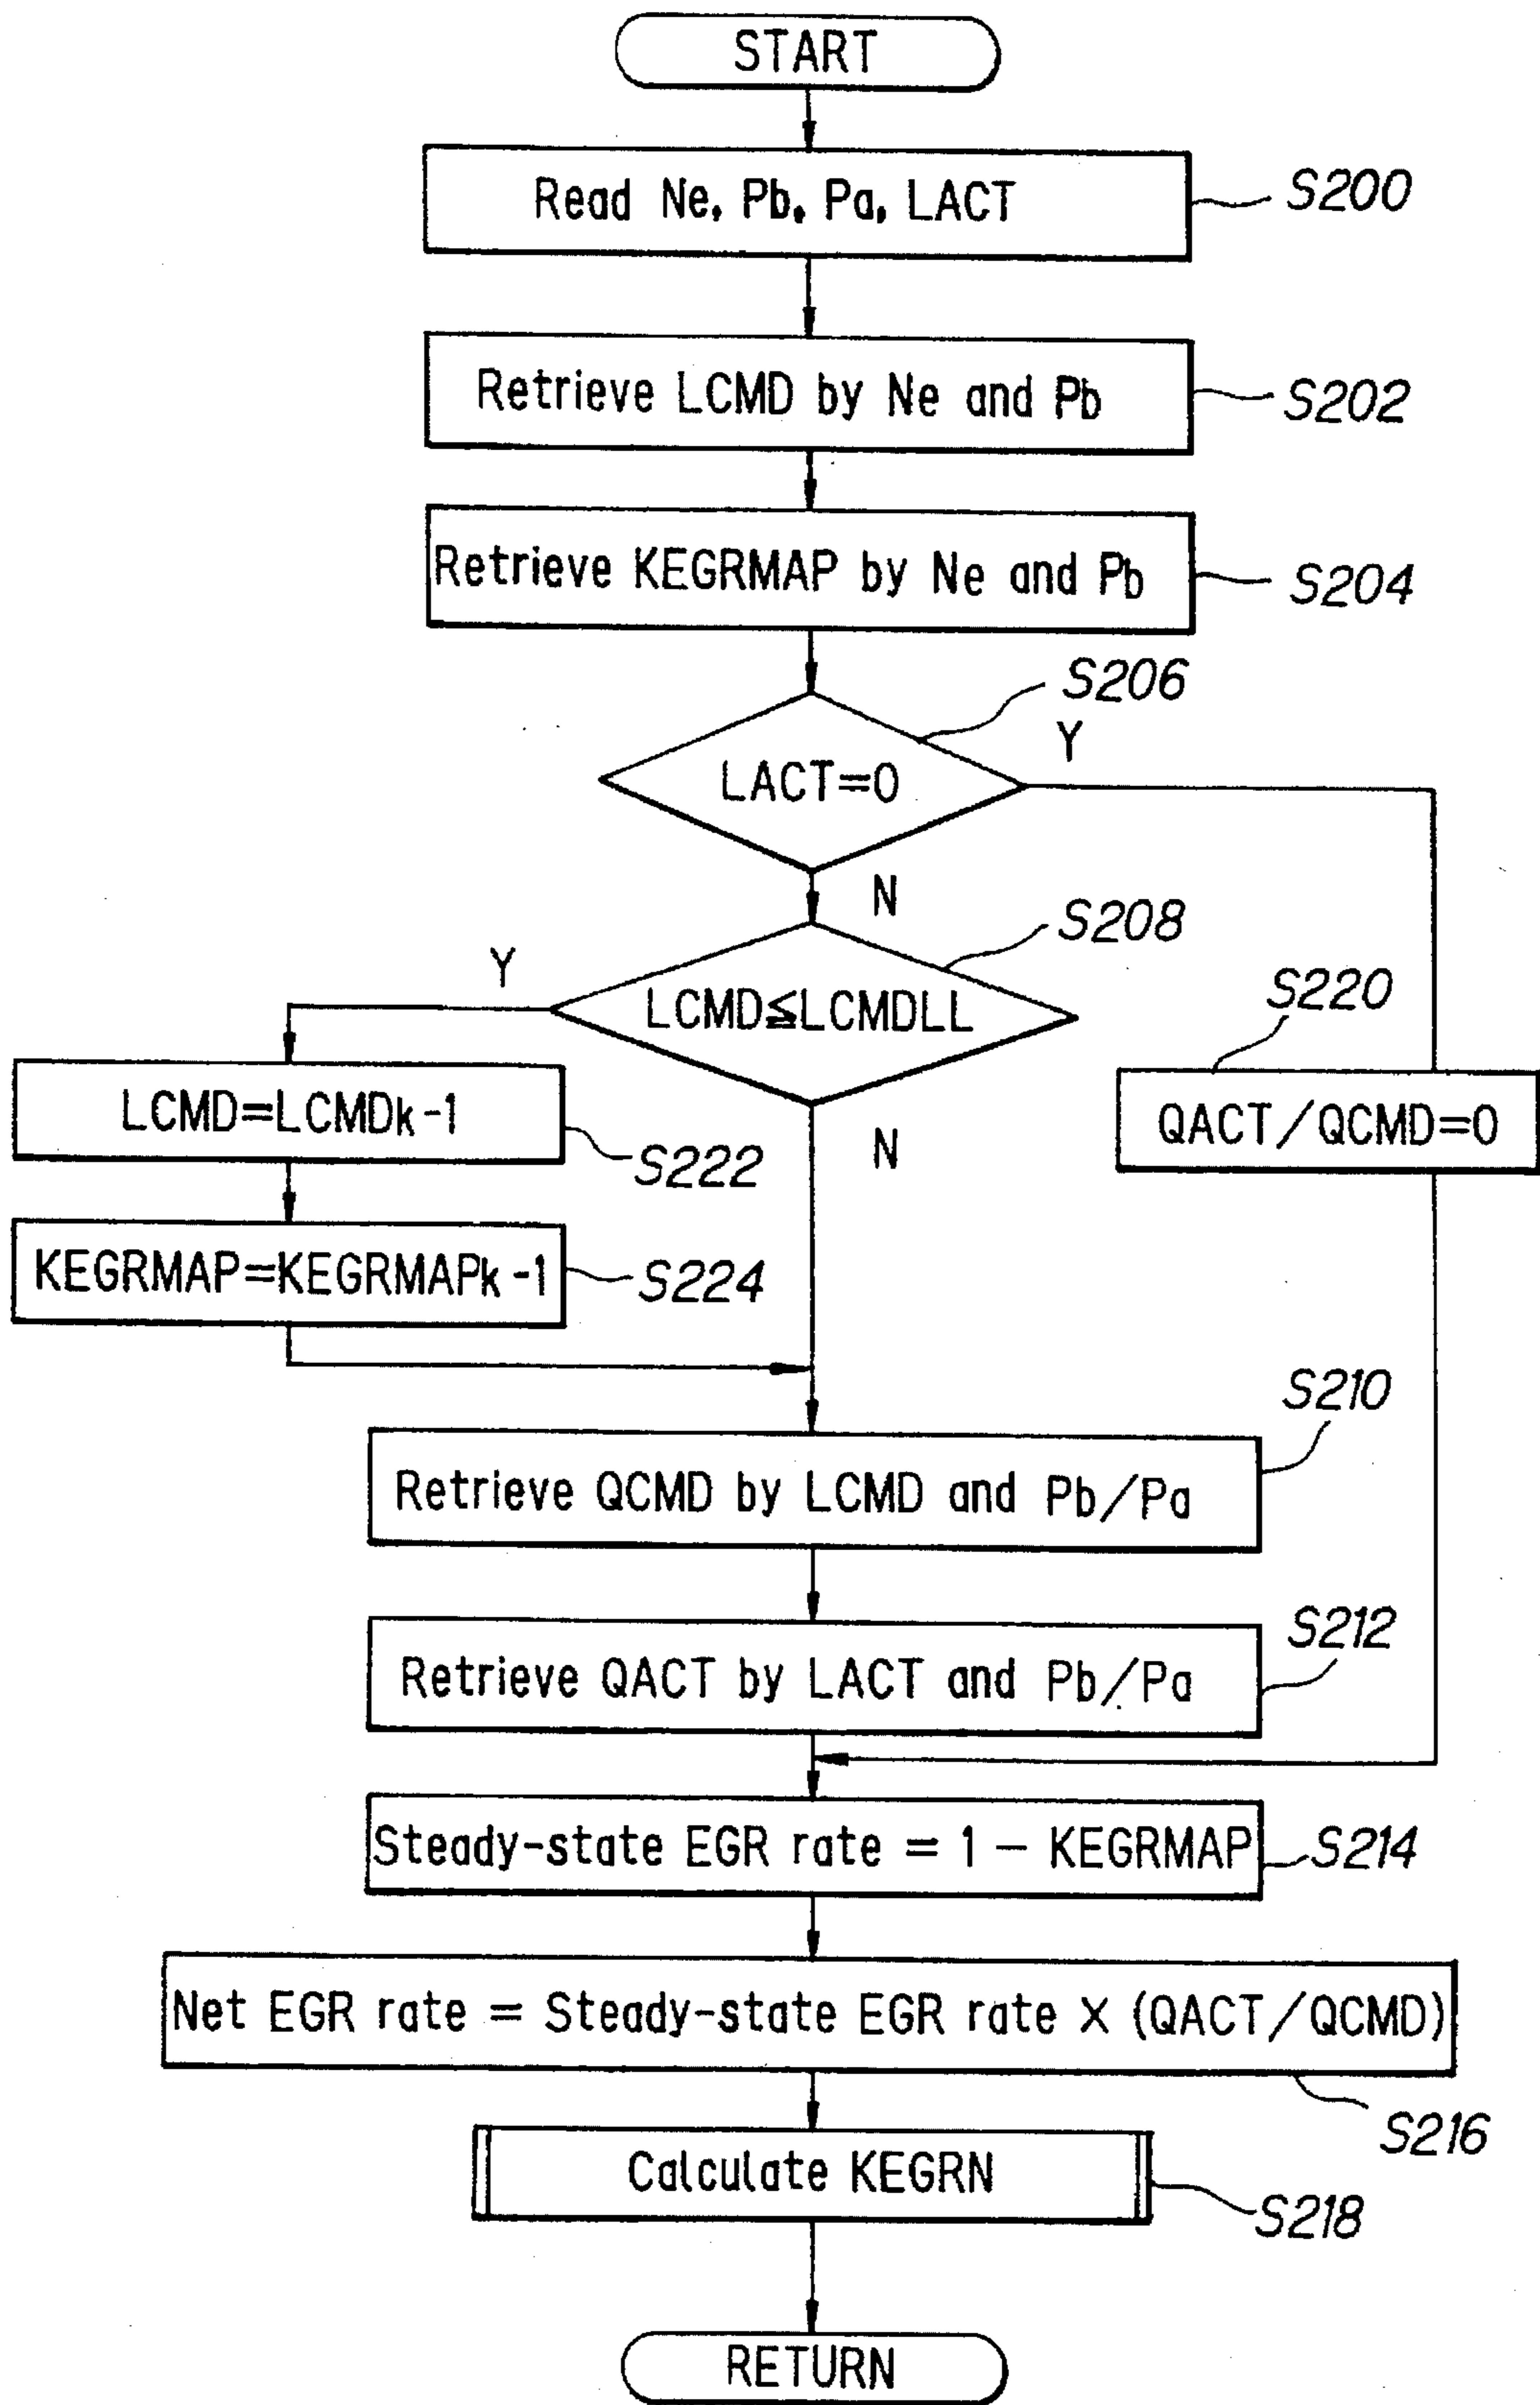 START
Read Ne, Pb, Pa, LACT
S200
Retrieve LCMD by Ne and Pb
S202
Retrieve KEGRMAP by Ne and Pb
S204
S206
LACT=0
Y
N
S208
LCMD≦LCMDLL
Y
N
S220
QACT/QCMD=0
LCMD=LCMDk-1
S222
KEGRMAP=KEGRMAPk-1
S224
S210
Retrieve QCMD by LCMD and Pb/Pa
S212
Retrieve QACT by LACT and Pb/Pa
Steady-state EGR rate = 1 - KEGRMAP
S214
Net EGR rate = Steady-state EGR rate X (QACT/QCMD)
S216
Calculate KEGRN
S218
RETURN